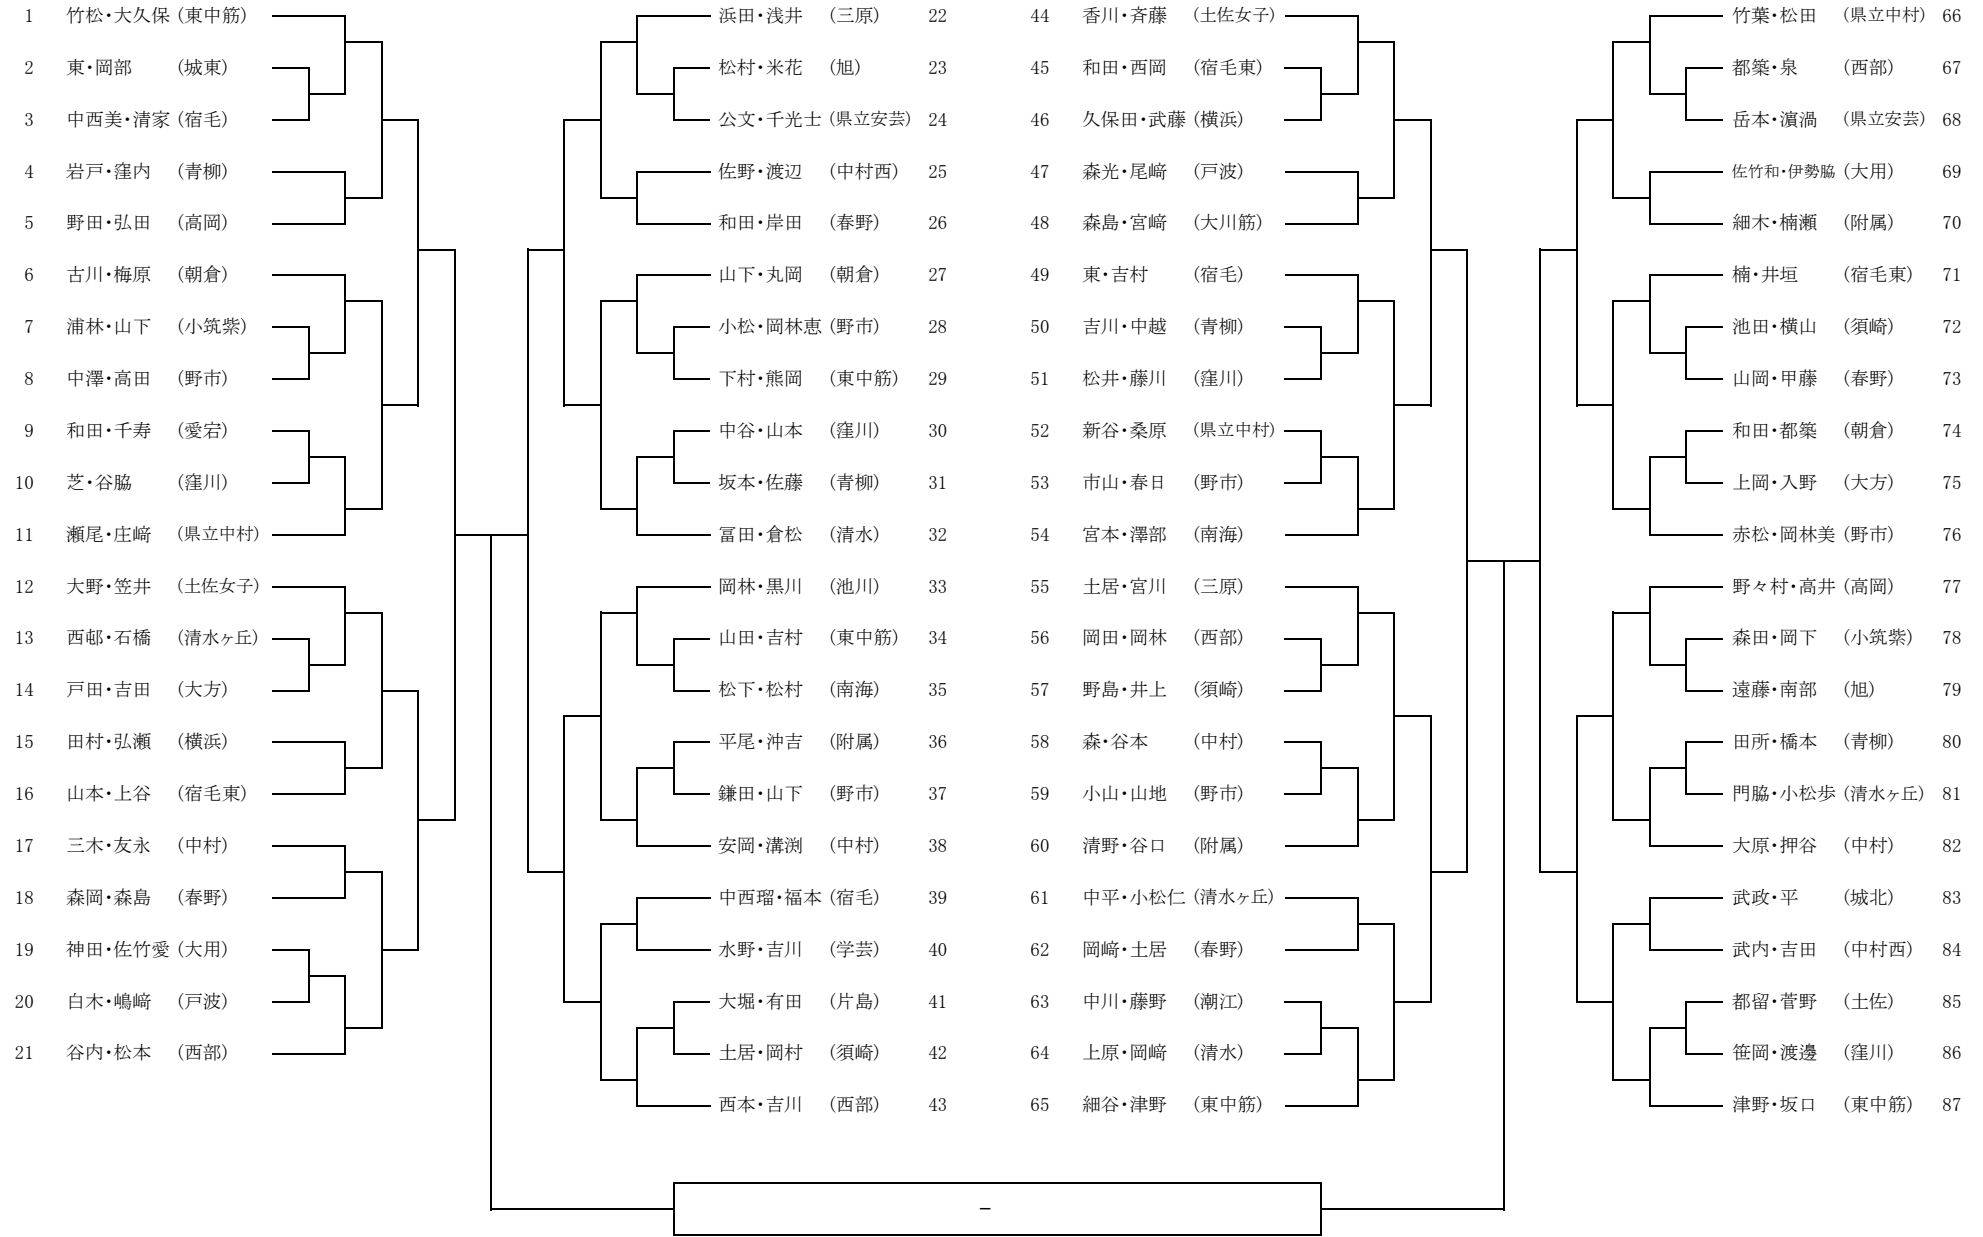 1 竹松・大久保 (東中筋)
2 東・岡部 (城東)
3 中西美・清家 (宿毛)
4 岩戸・窪内 (青柳)
5 野田・弘田 (高岡)
6 古川・梅原 (朝倉)
7 浦林・山下 (小筑紫)
8 中澤・高田 (野市)
9 和田・千寿 (愛宕)
10 芝・谷脇 (窪川)
11 瀬尾・庄﨑 (県立中村)
12 大野・笠井 (土佐女子)
13 西邨・石橋 (清水ヶ丘)
14 戸田・吉田 (大方)
15 田村・弘瀬 (横浜)
16 山本・上谷 (宿毛東)
17 三木・友永 (中村)
18 森岡・森島 (春野)
19 神田・佐竹愛 (大用)
20 白木・嶋﨑 (戸波)
21 谷内・松本 (西部)
浜田・浅井 (三原) 22
松村・米花 (旭) 23
公文・千光士 (県立安芸) 24
佐野・渡辺 (中村西) 25
和田・岸田 (春野) 26
山下・丸岡 (朝倉) 27
小松・岡林恵 (野市) 28
下村・熊岡 (東中筋) 29
中谷・山本 (窪川) 30
坂本・佐藤 (青柳) 31
冨田・倉松 (清水) 32
岡林・黒川 (池川) 33
山田・吉村 (東中筋) 34
松下・松村 (南海) 35
平尾・沖吉 (附属) 36
鎌田・山下 (野市) 37
安岡・溝渕 (中村) 38
中西瑠・福本 (宿毛) 39
水野・吉川 (学芸) 40
大堀・有田 (片島) 41
土居・岡村 (須崎) 42
西本・吉川 (西部) 43
44 香川・斉藤 (土佐女子)
45 和田・西岡 (宿毛東)
46 久保田・武藤 (横浜)
47 森光・尾﨑 (戸波)
48 森島・宮﨑 (大川筋)
49 東・吉村 (宿毛)
50 吉川・中越 (青柳)
51 松井・藤川 (窪川)
52 新谷・桑原 (県立中村)
53 市山・春日 (野市)
54 宮本・澤部 (南海)
55 土居・宮川 (三原)
56 岡田・岡林 (西部)
57 野島・井上 (須崎)
58 森・谷本 (中村)
59 小山・山地 (野市)
60 清野・谷口 (附属)
61 中平・小松仁 (清水ヶ丘)
62 岡﨑・土居 (春野)
63 中川・藤野 (潮江)
64 上原・岡﨑 (清水)
65 細谷・津野 (東中筋)
竹葉・松田 (県立中村) 66
都築・泉 (西部) 67
岳本・濵渦 (県立安芸) 68
佐竹和・伊勢脇 (大用) 69
細木・楠瀬 (附属) 70
楠・井垣 (宿毛東) 71
池田・横山 (須崎) 72
山岡・甲藤 (春野) 73
和田・都築 (朝倉) 74
上岡・入野 (大方) 75
赤松・岡林美 (野市) 76
野々村・高井 (高岡) 77
森田・岡下 (小筑紫) 78
遠藤・南部 (旭) 79
田所・橋本 (青柳) 80
門脇・小松歩 (清水ヶ丘) 81
大原・押谷 (中村) 82
武政・平 (城北) 83
武内・吉田 (中村西) 84
都留・菅野 (土佐) 85
笹岡・渡邊 (窪川) 86
津野・坂口 (東中筋) 87
−